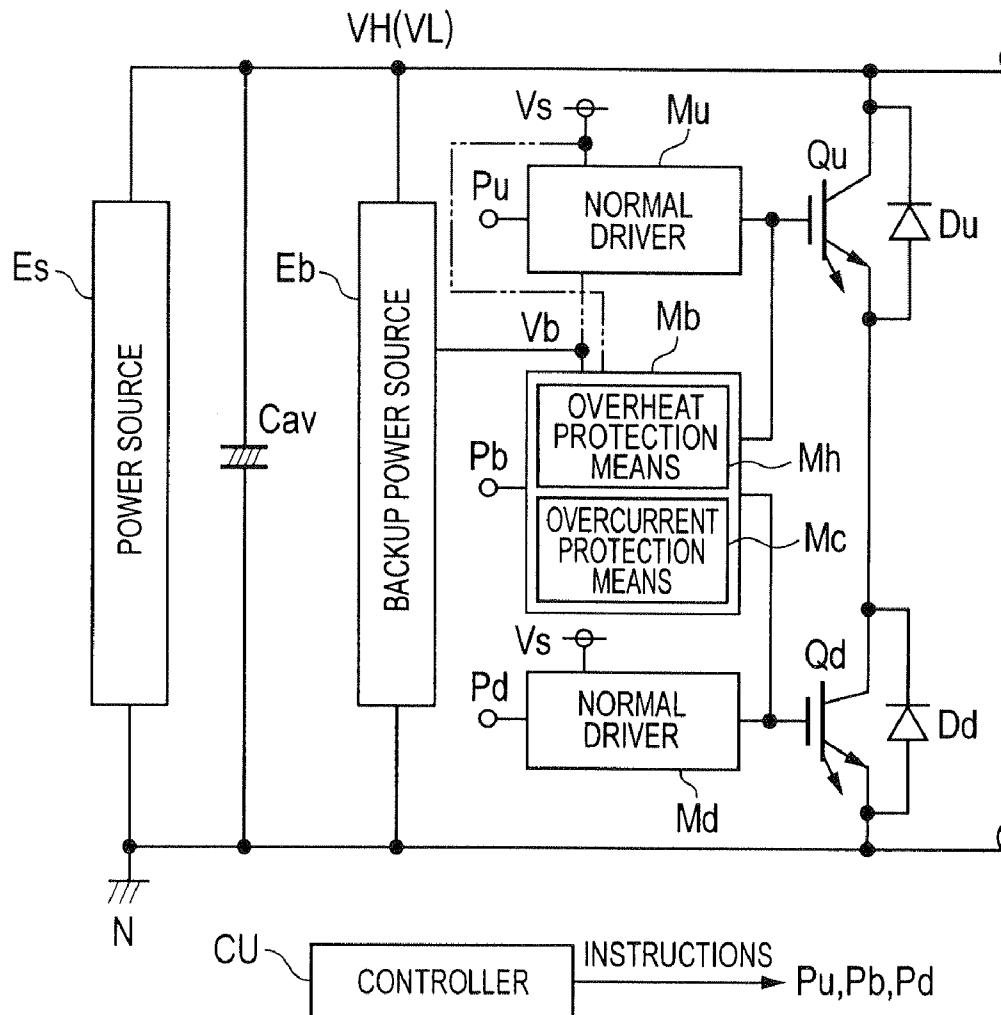 VH(VL)
Vs
Mu
Pu
NORMAL
DRIVER
Qu
Du
Es
POWER SOURCE
Cav
Eb
BACKUP POWER SOURCE
Vb
Mb
Pb
OVERHEAT
PROTECTION
MEANS
Mh
OVERCURRENT
PROTECTION
MEANS
Mc
Vs
Pd
NORMAL
DRIVER
Md
Qd
Dd
N
CU
CONTROLLER
INSTRUCTIONS
Pu,Pb,Pd